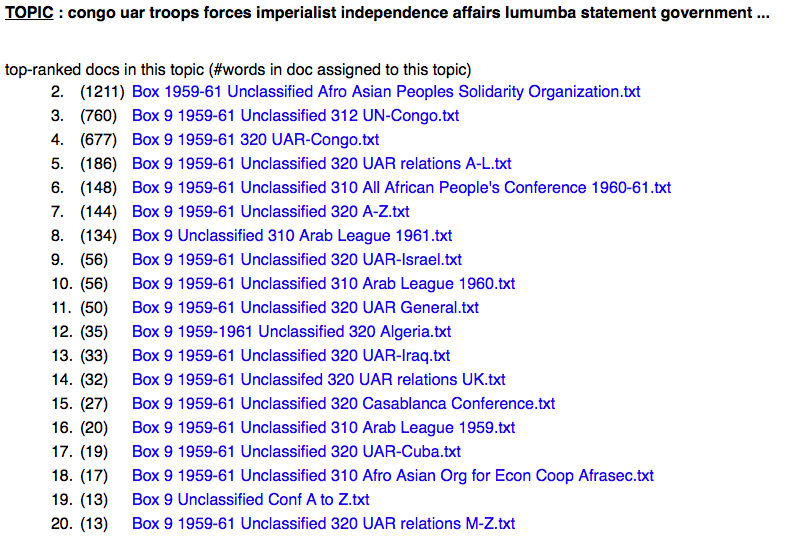 TOPIC : congo uar troops forces imperialist independence affairs lumumba statement government ...
top-ranked docs in this topic (#words in doc assigned to this topic)
2. (1211) Box 1959-61 Unclassified Afro Asian Peoples Solidarity Organization.txt
3. (760) Box 9 1959-61 Unclassified 312 UN-Congo.txt
4. (677) Box 9 1959-61 320 UAR-Congo.txt
5. (186) Box 9 1959-61 Unclassified 320 UAR relations A-L.txt
6. (148) Box 9 1959-61 Unclassified 310 All African People's Conference 1960-61.txt
7. (144) Box 9 1959-61 Unclassified 320 A-Z.txt
8. (134) Box 9 Unclassified 310 Arab League 1961.txt
9. (56) Box 9 1959-61 Unclassified 320 UAR-Israel.txt
10. (56) Box 9 1959-61 Unclassified 310 Arab League 1960.txt
11. (50) Box 9 1959-61 Unclassified 320 UAR General.txt
12. (35) Box 9 1959-1961 Unclassified 320 Algeria.txt
13. (33) Box 9 1959-61 Unclassified 320 UAR-Iraq.txt
14. (32) Box 9 1959-61 Unclassifed 320 UAR relations UK.txt
15. (27) Box 9 1959-61 Unclassified 320 Casablanca Conference.txt
16. (20) Box 9 1959-61 Unclassified 310 Arab League 1959.txt
17. (19) Box 9 1959-61 Unclassified 320 UAR-Cuba.txt
18. (17) Box 9 1959-61 Unclassified 310 Afro Asian Org for Econ Coop Afrasec.txt
19. (13) Box 9 Unclassified Conf A to Z.txt
20. (13) Box 9 1959-61 Unclassified 320 UAR relations M-Z.txt